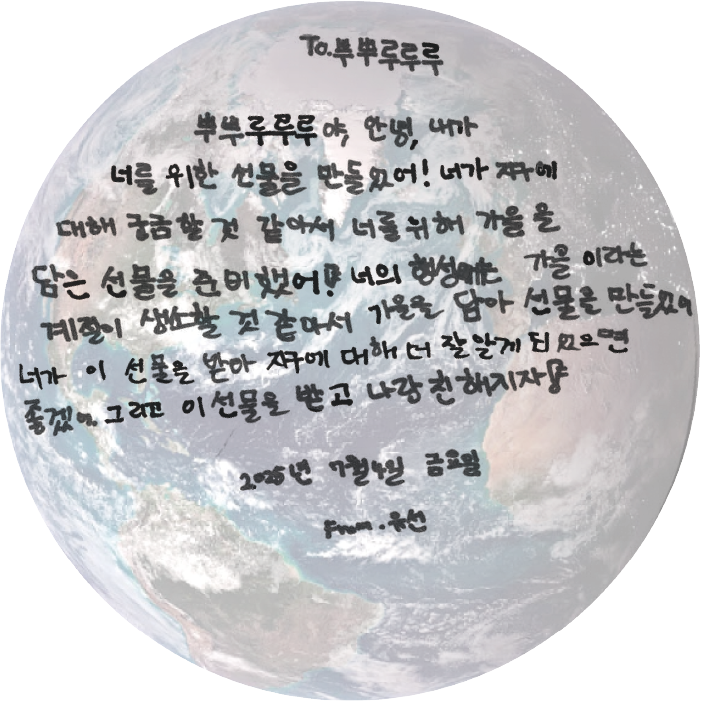 To.뿌뿌루루루
뿌뿌루루루야, 안녕, 내가
너를 위한 선물을 만들었어! 너가 지구에
대해 궁금할 것 같아서 너를 위해 가을을
담은 선물을 준비했어! 너의 행성에는 가을이라는
계절이 생소할 것 같아서 가을을 담아 선물을 만들었어
너가 이 선물을 받아 지구에 대해 더 잘 알게 되었으면
좋겠어. 그리고 이 선물을 받고 나랑 친해지자!
2025년 7월 4일 금요일
From.유선